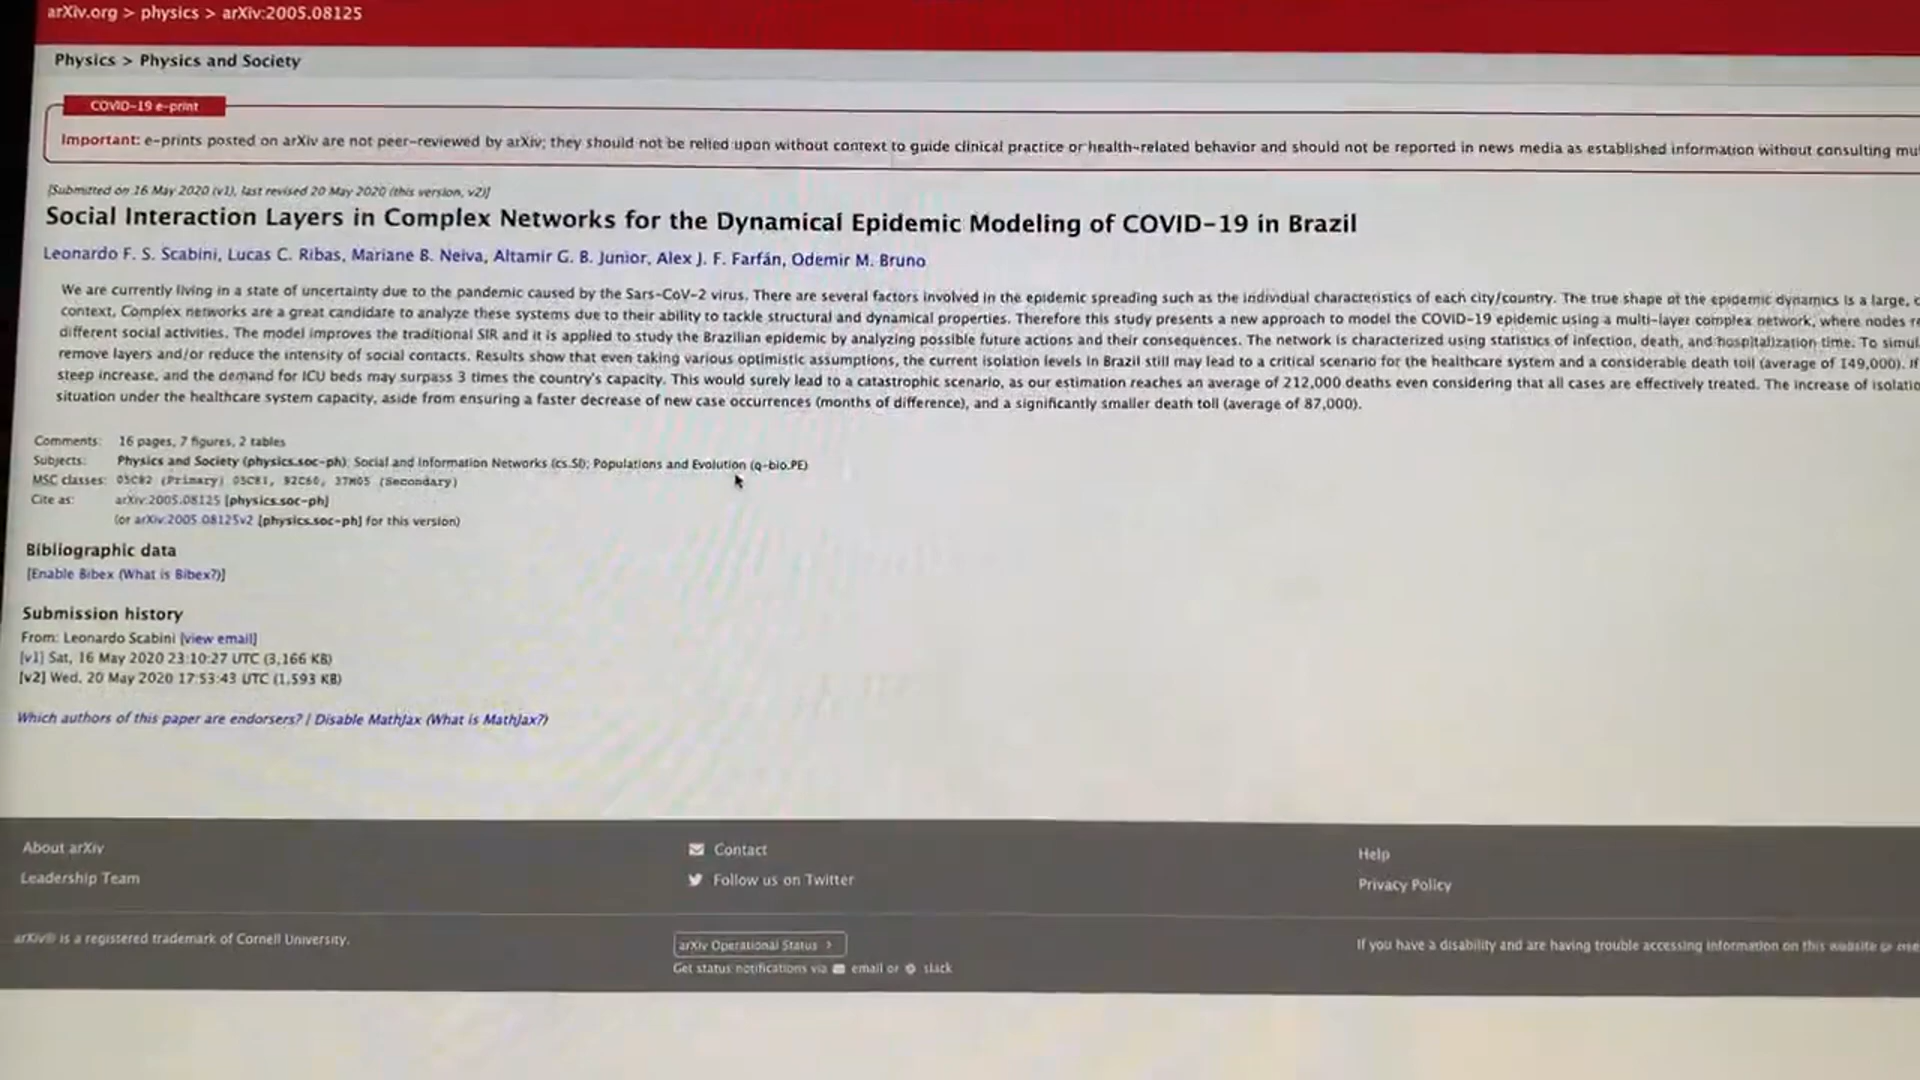 arXiv.org > physics > arXiv:2005.08125
Physics > Physics and Society
COVID-19 e-print
Important: e-prints posted on arXiv are not peer-reviewed by arXiv; they should not be relied upon without context to guide clinical practice or health-related behavior and should not be reported in news media as established information without consulting mu
[Submitted on 16 May 2020 (v1), last revised 20 May 2020 (this version, v2)]
Social Interaction Layers in Complex Networks for the Dynamical Epidemic Modeling of COVID-19 in Brazil
Leonardo F. S. Scabini, Lucas C. Ribas, Mariane B. Neiva, Altamir G. B. Junior, Alex J. F. Farfán, Odemir M. Bruno
We are currently living in a state of uncertainty due to the pandemic caused by the Sars-CoV-2 virus. There are several factors involved in the epidemic spreading such as the individual characteristics of each city/country. The true shape of the epidemic dynamics is a large, c
context, Complex networks are a great candidate to analyze these systems due to their ability to tackle structural and dynamical properties. Therefore this study presents a new approach to model the COVID-19 epidemic using a multi-layer complex network, where nodes re
different social activities. The model improves the traditional SIR and it is applied to study the Brazilian epidemic by analyzing possible future actions and their consequences. The network is characterized using statistics of infection, death, and hospitalization time. To simul
remove layers and/or reduce the intensity of social contacts. Results show that even taking various optimistic assumptions, the current isolation levels in Brazil still may lead to a critical scenario for the healthcare system and a considerable death toll (average of 149,000). If
steep increase, and the demand for ICU beds may surpass 3 times the country's capacity. This would surely lead to a catastrophic scenario, as our estimation reaches an average of 212,000 deaths even considering that all cases are effectively treated. The increase of isolatio
situation under the healthcare system capacity, aside from ensuring a faster decrease of new case occurrences (months of difference), and a significantly smaller death toll (average of 87,000).
Comments: 16 pages, 7 figures, 2 tables
Subjects: Physics and Society (physics.soc-ph); Social and Information Networks (cs.SI); Populations and Evolution (q-bio.PE)
MSC classes: 05C82 (Primary) 05C81, 92C60, 37M05 (Secondary)
Cite as: arXiv:2005.08125 [physics.soc-ph]
(or arXiv:2005.08125v2 [physics.soc-ph] for this version)
Bibliographic data
[Enable Bibex (What is Bibex?)]
Submission history
From: Leonardo Scabini [view email]
[v1] Sat, 16 May 2020 23:10:27 UTC (3,166 KB)
[v2] Wed, 20 May 2020 17:53:43 UTC (1,593 KB)
Which authors of this paper are endorsers? | Disable MathJax (What is MathJax?)
About arXiv
Leadership Team
Contact
Follow us on Twitter
Help
Privacy Policy
arXiv® is a registered trademark of Cornell University.
arXiv Operational Status >
Get status notifications via email or slack
If you have a disability and are having trouble accessing information on this website or